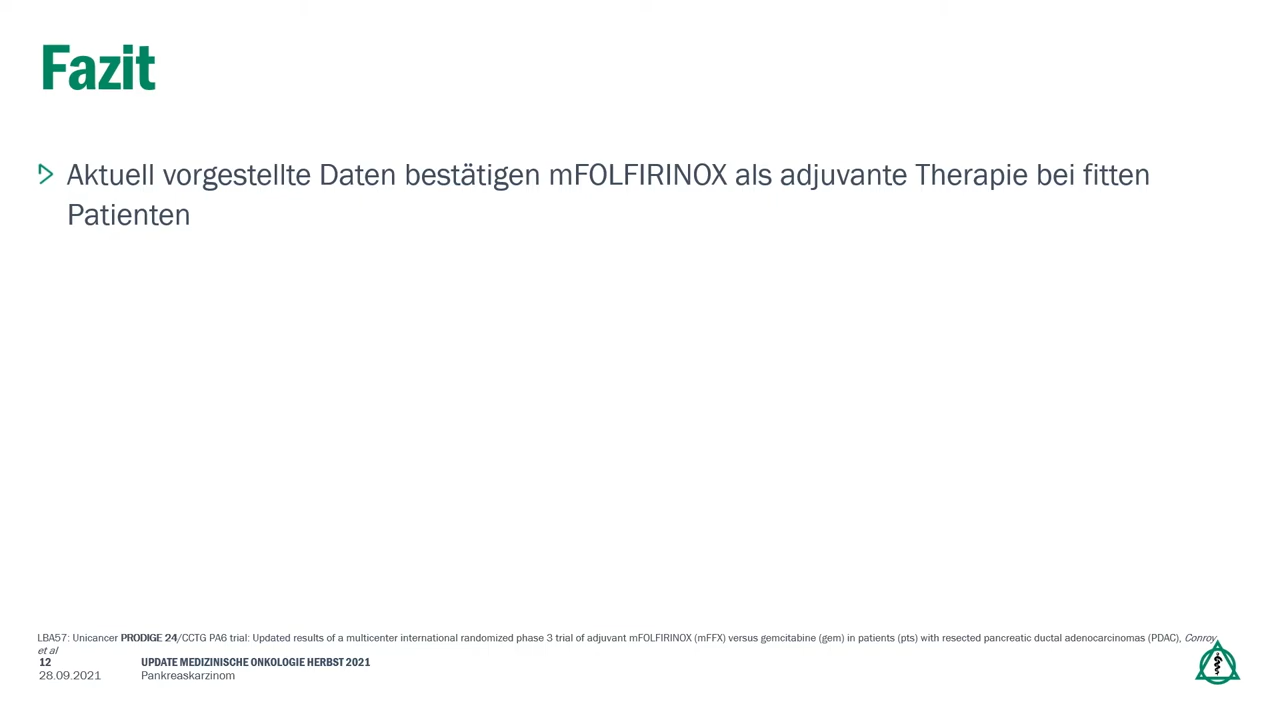 Fazit
Aktuell vorgestellte Daten bestätigen mFOLFIRINOX als adjuvante Therapie bei fitten
Patienten
LBA57: Unicancer PRODIGE 24/CCTG PA6 trial: Updated results of a multicenter international randomized phase 3 trial of adjuvant mFOLFIRINOX (mFFX) versus gemcitabine (gem) in patients (pts) with resected pancreatic ductal adenocarcinomas (PDAC), Conroy
et al
12 UPDATE MEDIZINISCHE ONKOLOGIE HERBST 2021
28.09.2021 Pankreaskarzinom